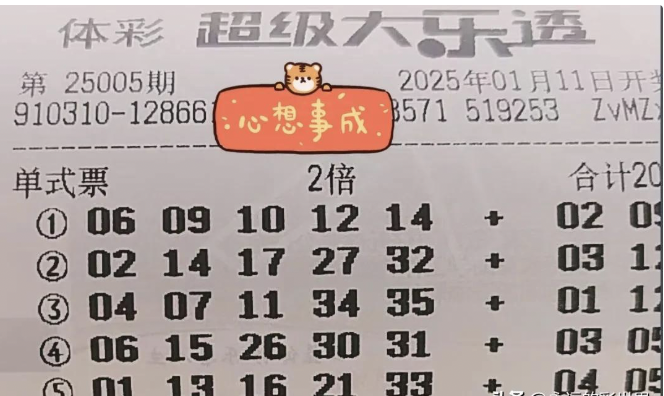 体彩 超级大乐透
第 25005期 2025年01月11日开奖
910310-12866 心想事成 3571 519253 ZvMZ
单式票 2倍 合计20
① 06 09 10 12 14 + 02 09
② 02 14 17 27 32 + 03
③ 04 07 11 34 35 + 01
④ 06 15 26 30 31 + 03 05
⑤ 01 13 16 21 33 + 04 05